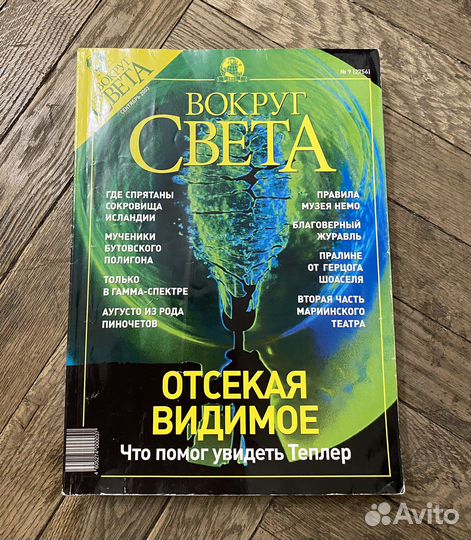 ВОКРУГ
СВЕТА
СЕНТЯБРЬ 2003
№ 9 (2756)
ВОКРУГ
СВЕТА
ГДЕ СПРЯТАНЫ
СОКРОВИЩА
ИСЛАНДИИ
МУЧЕНИКИ
БУТОВСКОГО
ПОЛИГОНА
ТОЛЬКО
В ГАММА-СПЕКТРЕ
АУГУСТО ИЗ РОДА
ПИНОЧЕТОВ
ПРАВИЛА
МУЗЕЯ НЕМО
БЛАГОВЕРНЫЙ
ЖУРАВЛЬ
ПРАЛИНЕ
ОТ ГЕРЦОГА
ШОАСЕЛЯ
ВТОРАЯ ЧАСТЬ
МАРИИНСКОГО
ТЕАТРА
ОТСЕКАЯ
ВИДИМОЕ
Что помог увидеть Теплер
Avito